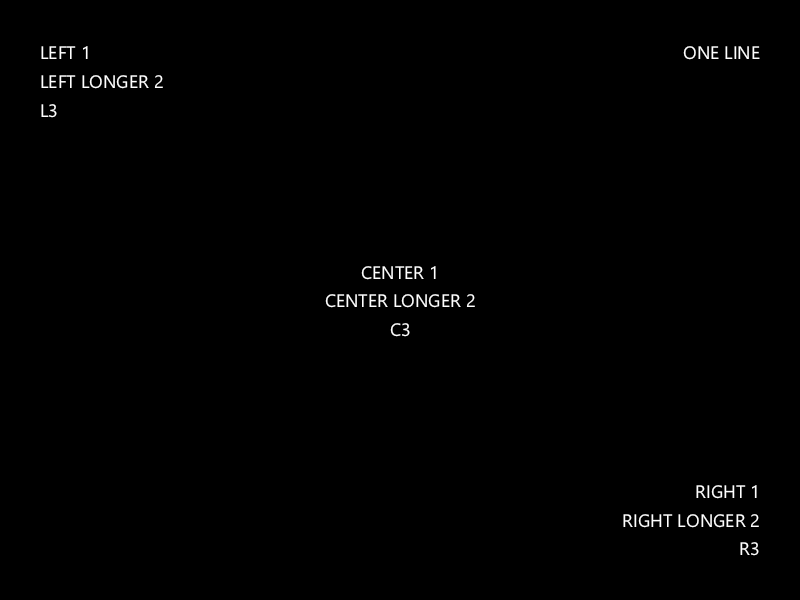 LEFT 1
LEFT LONGER 2
L3
ONE LINE
CENTER 1
CENTER LONGER 2
C3
RIGHT 1
RIGHT LONGER 2
R3